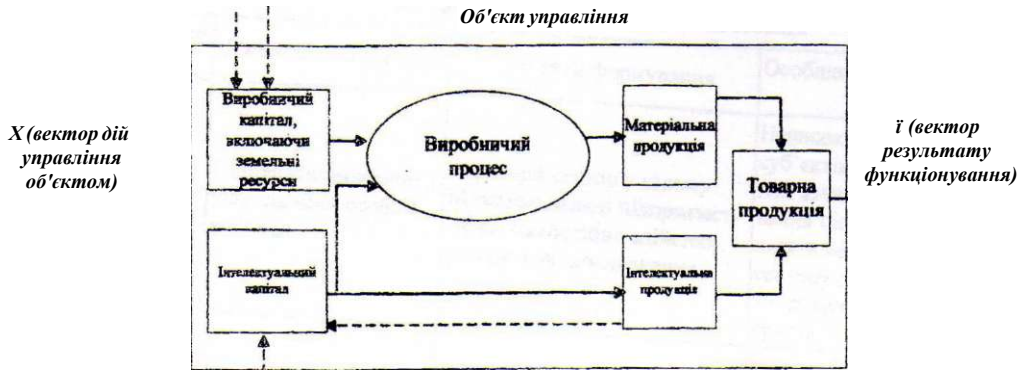 Об'єкт управління
X (вектор дій
управління
об'єктом)
Виробничий
капітал,
включаючи
земельні
ресурси
Виробничий
процес
Матеріальна
продукція
Товарна
продукція
Інтелектуальний
капітал
Інтелектуальна
продукція
ї (вектор
результату
функціонування)